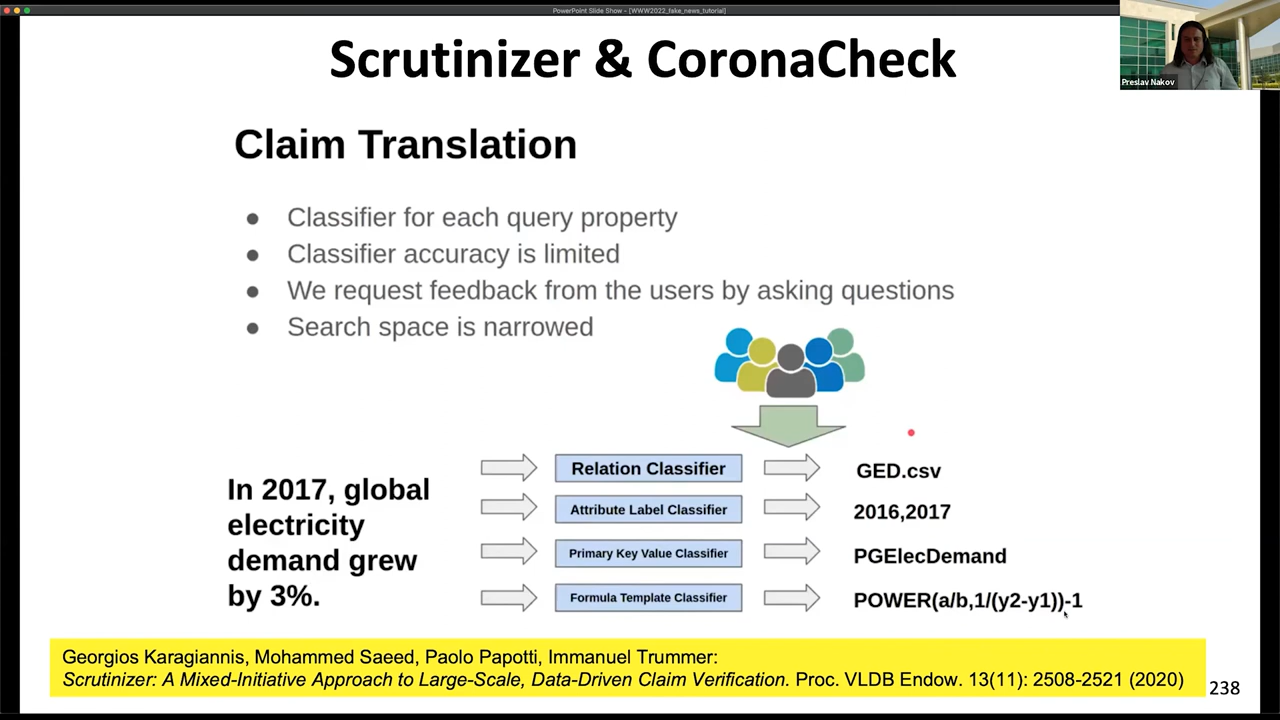 PowerPoint Slide Show - [WWW2022_fake_news_tutorial]
Preslav Nakov
Scrutinizer & CoronaCheck
Claim Translation
● Classifier for each query property
● Classifier accuracy is limited
● We request feedback from the users by asking questions
● Search space is narrowed
In 2017, global
electricity
demand grew
by 3%.
Relation Classifier
GED.csv
Attribute Label Classifier
2016,2017
Primary Key Value Classifier
PGElecDemand
Formula Template Classifier
POWER(a/b,1/(y2-y1))-1
Georgios Karagiannis, Mohammed Saeed, Paolo Papotti, Immanuel Trummer:
Scrutinizer: A Mixed-Initiative Approach to Large-Scale, Data-Driven Claim Verification. Proc. VLDB Endow. 13(11): 2508-2521 (2020)
238